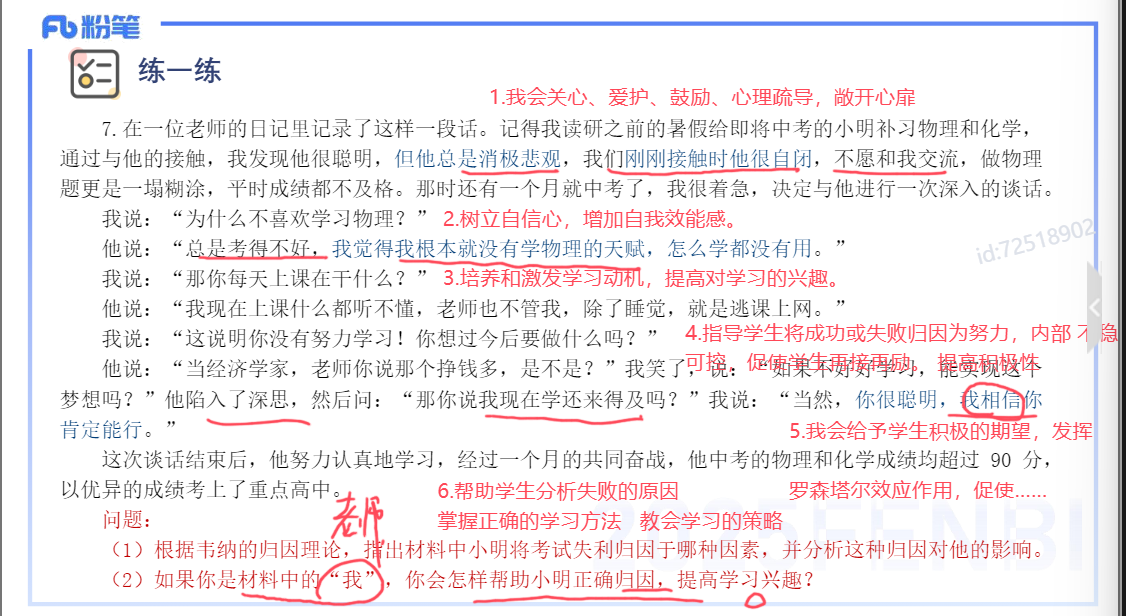 粉笔
练一练
1.我会关心、爱护、鼓励、心理疏导，敞开心扉
7.在一位老师的日记里记录了这样一段话。记得我读研之前的暑假给即将中考的小明补习物理和化学，
通过与他的接触，我发现他很聪明，但他总是消极悲观，我们刚刚接触时他很自闭，不愿和我交流，做物理
题更是一塌糊涂，平时成绩都不及格。那时还有一个月就中考了，我很着急，决定与他进行一次深入的谈话。
我说：“为什么不喜欢学习物理？” 2.树立自信心，增加自我效能感。
他说：“总是考得不好，我觉得我根本就没有学物理的天赋，怎么学都没有用。”
id:72518902
我说：“那你每天上课在干什么？” 3.培养和激发学习动机，提高对学习的兴趣。
他说：“我现在上课什么都听不懂，老师也不管我，除了睡觉，就是逃课上网。”
我说：“这说明你没有努力学习！你想过今后要做什么吗？” 4.指导学生将成功或失败归因为努力，内部 不稳
可控，促使学生再接再励。提高积极性
他说：“当经济学家，老师你说那个挣钱多，是不是？”我笑了，说：“如果不好好学习，能实现这个
梦想吗？”他陷入了深思，然后问：“那你说我现在学还来得及吗？”我说：“当然，你很聪明，我相信你
肯定能行。”
5.我会给予学生积极的期望，发挥
这次谈话结束后，他努力认真地学习，经过一个月的共同奋战，他中考的物理和化学成绩均超过 90 分，
以优异的成绩考上了重点高中。
6.帮助学生分析失败的原因 罗森塔尔效应作用，促使……
老师
问题： 掌握正确的学习方法 教会学习的策略
（1）根据韦纳的归因理论，指出材料中小明将考试失利归因于哪种因素，并分析这种归因对他的影响。
（2）如果你是材料中的“我”，你会怎样帮助小明正确归因，提高学习兴趣？